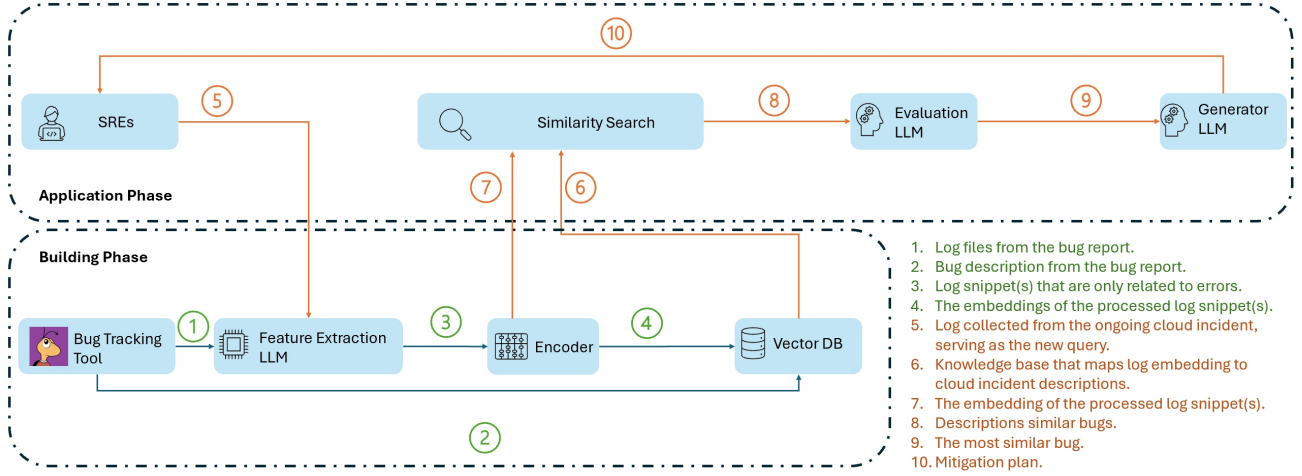 10
SREs
5
Similarity Search
8
Evaluation
LLM
9
Generator
LLM
7
6
Application Phase
Building Phase
Bug Tracking
Tool
1
Feature Extraction
LLM
3
Encoder
4
Vector DB
2
1. Log files from the bug report.
2. Bug description from the bug report.
3. Log snippet(s) that are only related to errors.
4. The embeddings of the processed log snippet(s).
5. Log collected from the ongoing cloud incident,
serving as the new query.
6. Knowledge base that maps log embedding to
cloud incident descriptions.
7. The embedding of the processed log snippet(s).
8. Descriptions similar bugs.
9. The most similar bug.
10. Mitigation plan.